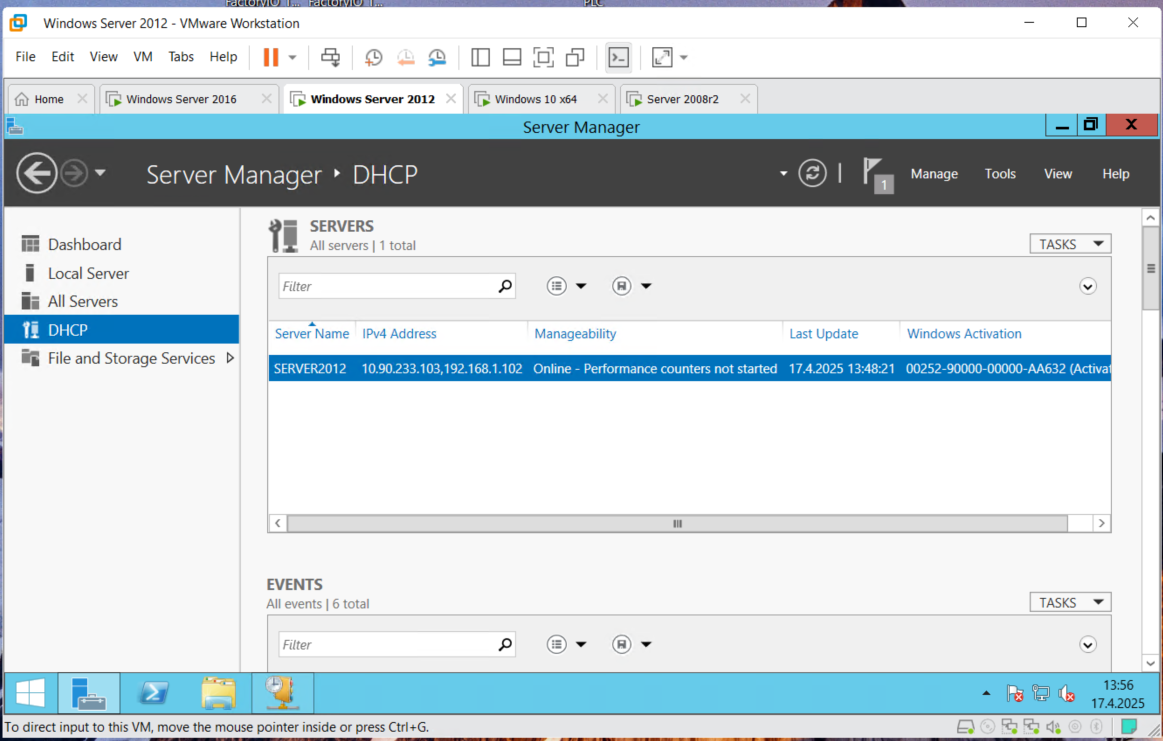 FactoryIO_T... FactoryIO_T... PLC
Windows Server 2012 - VMware Workstation
File Edit View VM Tabs Help
Home Windows Server 2016 Windows Server 2012 Windows 10 x64 Server 2008r2
Server Manager
Server Manager DHCP 1 Manage Tools View Help
Dashboard
Local Server
All Servers
DHCP
File and Storage Services
SERVERS
All servers | 1 total
TASKS
Filter
Server Name IPv4 Address Manageability Last Update Windows Activation
SERVER2012 10.90.233.103,192.168.1.102 Online - Performance counters not started 17.4.2025 13:48:21 00252-90000-00000-AA632 (Activat
EVENTS
All events | 6 total
TASKS
Filter
13:56
17.4.2025
To direct input to this VM, move the mouse pointer inside or press Ctrl+G.